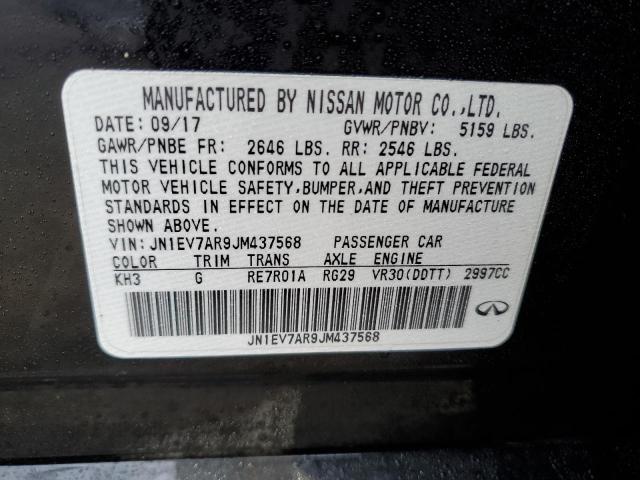 MANUFACTURED BY NISSAN MOTOR CO.,LTD.
DATE: 09/17 GVWR/PNBV: 5159 LBS.
GAWR/PNBE FR: 2646 LBS. RR: 2546 LBS.
THIS VEHICLE CONFORMS TO ALL APPLICABLE FEDERAL
MOTOR VEHICLE SAFETY,BUMPER,AND THEFT PREVENTION
STANDARDS IN EFFECT ON THE DATE OF MANUFACTURE
SHOWN ABOVE.
VIN:JN1EV7AR9JM437568 PASSENGER CAR
COLOR TRIM TRANS AXLE ENGINE
KH3 G RE7R01A RG29 VR30(DDTT) 2997CC
JN1EV7AR9JM437568